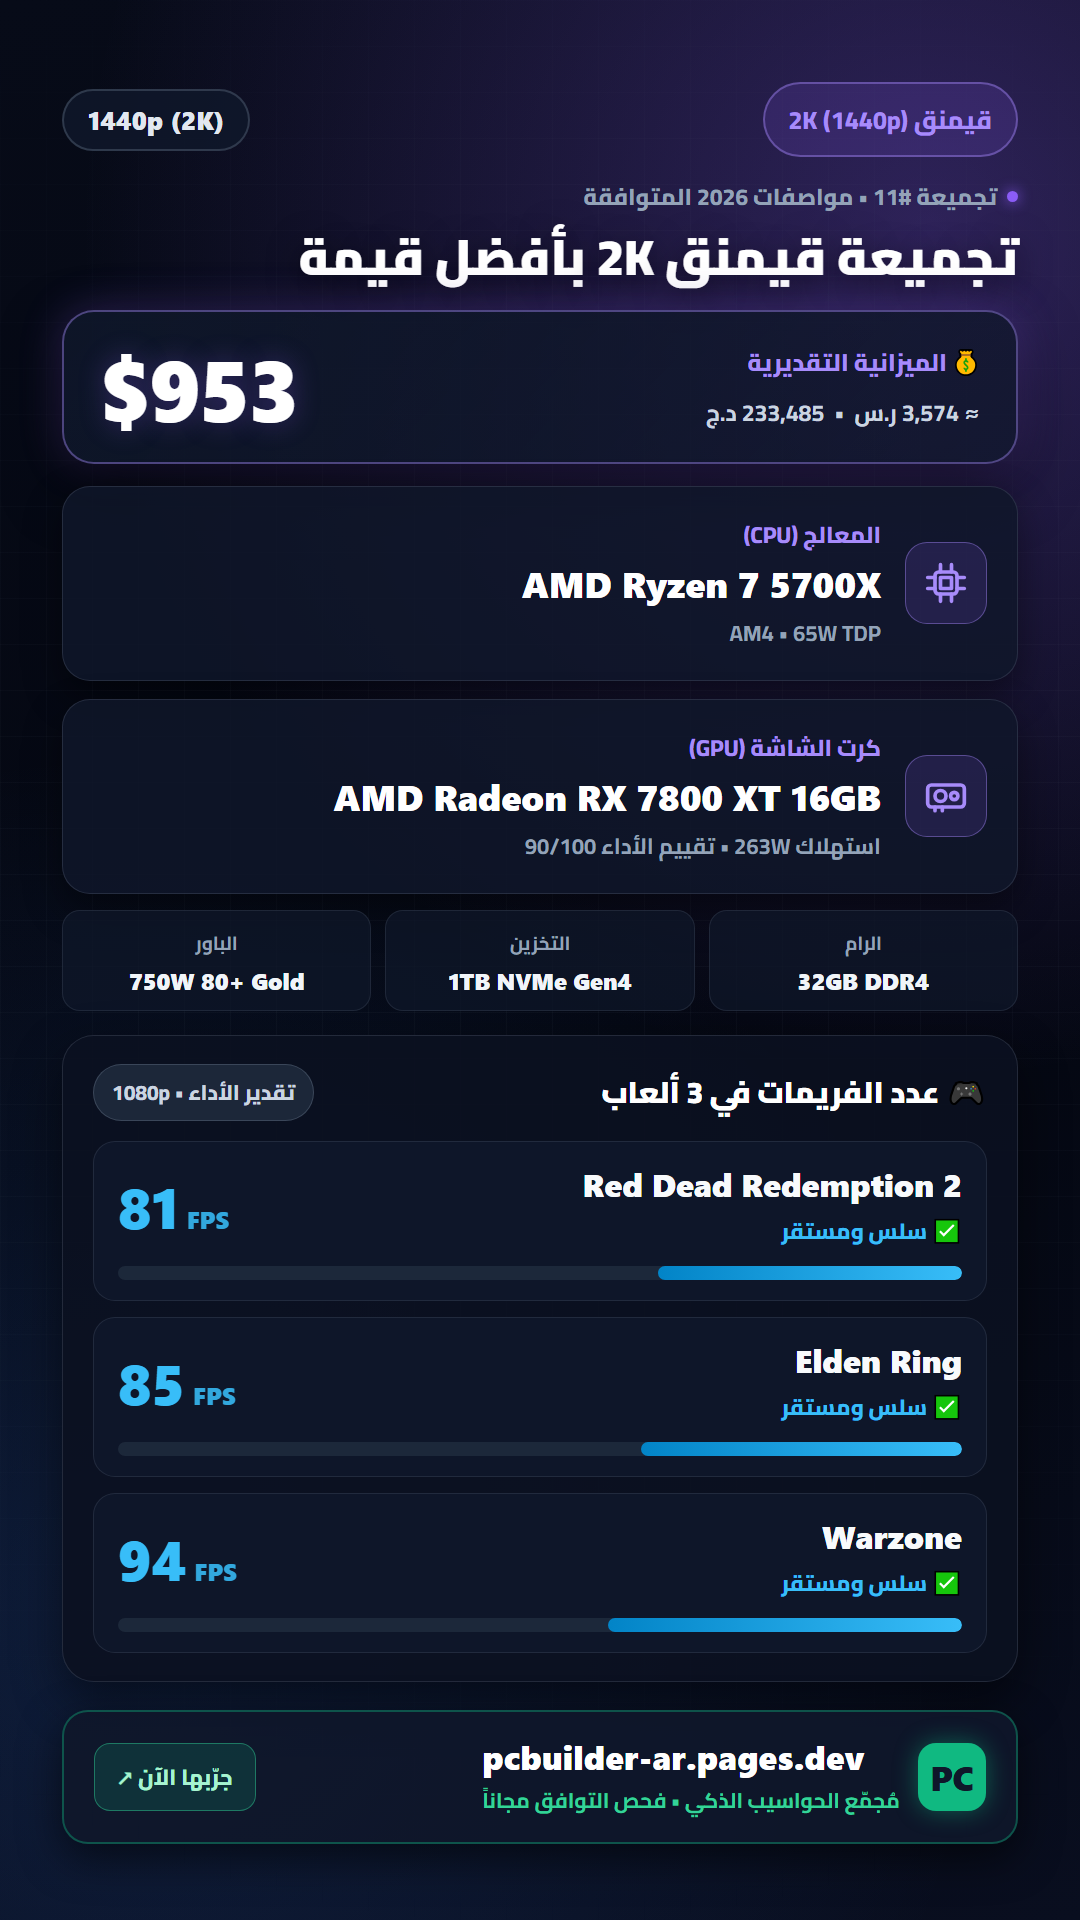 قيمنق 2K (1440p)
1440p (2K)
تجميعة #11 • مواصفات 2026 المتوافقة
تجميعة قيمنق 2K بأفضل قيمة
💰 الميزانية التقديرية
$953
≈ 3,574 ر.س • 233,485 د.ج
المعالج (CPU)
AMD Ryzen 7 5700X
AM4 • 65W TDP
كرت الشاشة (GPU)
AMD Radeon RX 7800 XT 16GB
استهلاك 263W • تقييم الأداء 90/100
الرام
32GB DDR4
التخزين
1TB NVMe Gen4
الباور
750W 80+ Gold
🎮 عدد الفريمات في 3 ألعاب
تقدير الأداء • 1080p
Red Dead Redemption 2
✅ سلس ومستقر
81 FPS
Elden Ring
✅ سلس ومستقر
85 FPS
Warzone
✅ سلس ومستقر
94 FPS
PC
pcbuilder-ar.pages.dev
مُجمّع الحواسيب الذكي • فحص التوافق مجاناً
جرّبها الآن ↗